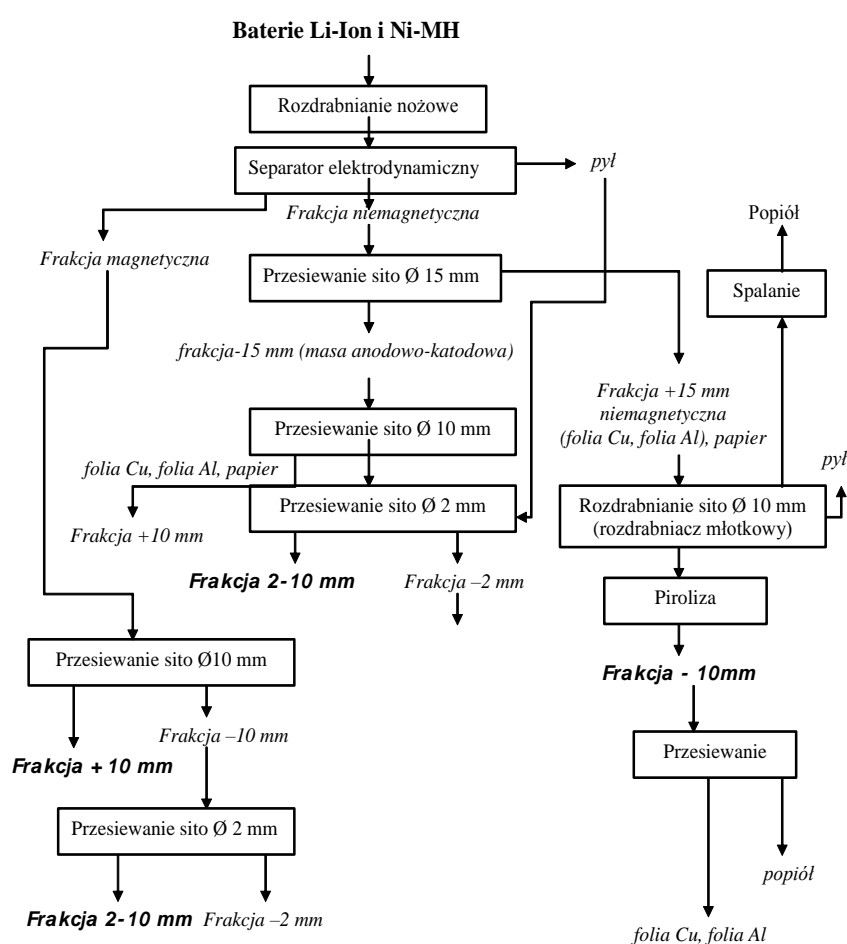 Baterie Li-Ion i Ni-MH
Rozdrabnianie nożowe
Separator elektrodynamiczny
pył
Frakcja niemagnetyczna
Popiół
Frakcja magnetyczna
Przesiewanie sito Ø 15 mm
Spalanie
frakcja-15 mm (masa anodowo-katodowa)
Frakcja +15 mm
niemagnetyczna
(folia Cu, folia Al), papier
Przesiewanie sito Ø 10 mm
folia Cu, folia Al, papier
pył
Przesiewanie sito Ø 2 mm
Rozdrabnianie sito Ø 10 mm
(rozdrabniacz młotkowy)
Frakcja +10 mm
Frakcja 2-10 mm
Frakcja –2 mm
Piroliza
Przesiewanie sito Ø10 mm
Frakcja - 10mm
Frakcja –10 mm
Przesiewanie
Frakcja + 10 mm
Przesiewanie sito Ø 2 mm
popiół
Frakcja 2-10 mm
Frakcja –2 mm
folia Cu, folia Al